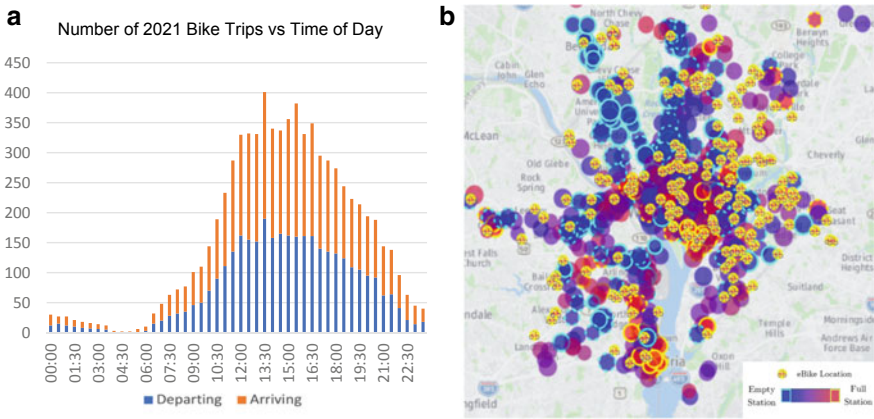 a
Number of 2021 Bike Trips vs Time of Day
450
400
350
300
250
200
150
100
50
0
00:00
01:30
03:00
04:30
06:00
07:30
09:00
10:30
12:00
13:30
15:00
16:30
18:00
19:30
21:00
22:30
Departing
Arriving
b
North Chevy
Chase
Berwyn
Heights
Cabin
John
Glen
Echo
College
Park
McLean
Old Glebe
Rock
Spring
Cheverly
Church
District
Heights
Suitland
Temple
Hills
Morningside
Andrews Air
Force Base
Oxon
eBike Location
Empty
Station
Full
Station